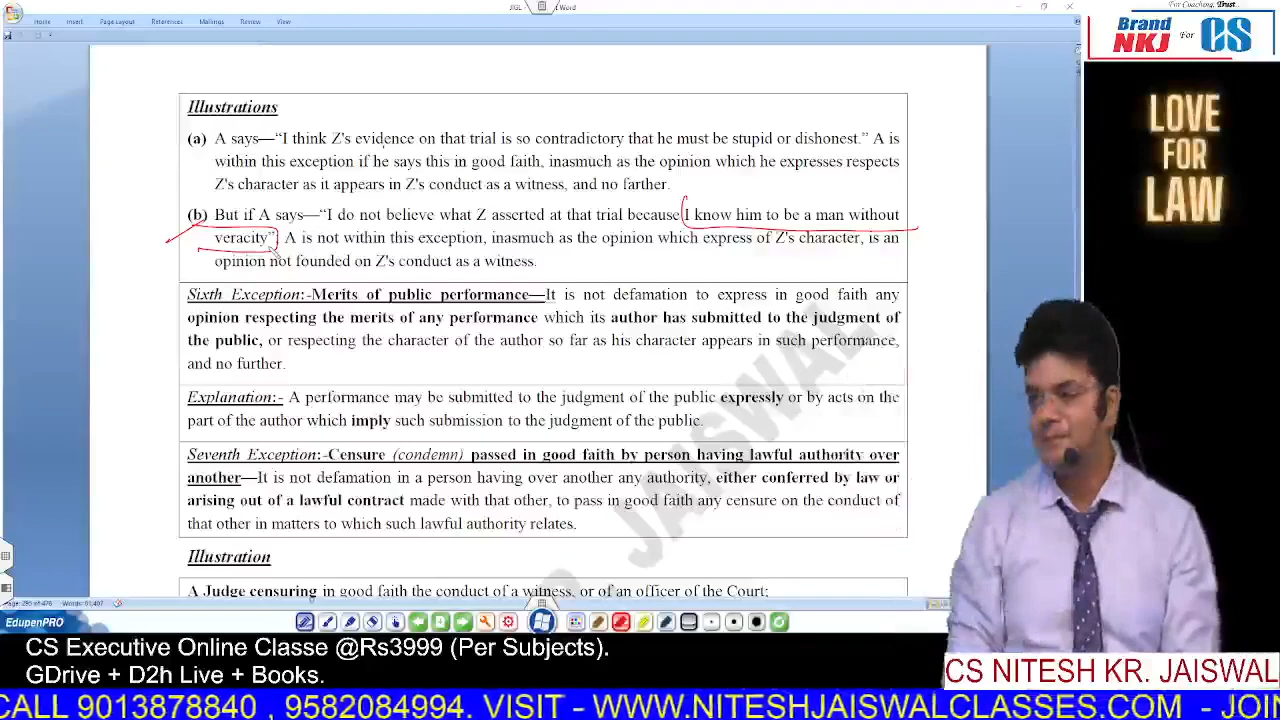 For Coaching, Trust..
Word
Home Insert Page Layout References Mailings Review View
Brand
NKJ
For
CS
LOVE
FOR
LAW
Illustrations
(a) A says—“I think Z's evidence on that trial is so contradictory that he must be stupid or dishonest.” A is
within this exception if he says this in good faith, inasmuch as the opinion which he expresses respects
Z's character as it appears in Z's conduct as a witness, and no farther.
(b) But if A says—“I do not believe what Z asserted at that trial because I know him to be a man without
veracity” A is not within this exception, inasmuch as the opinion which express of Z's character, is an
opinion not founded on Z's conduct as a witness.
Sixth Exception:-Merits of public performance—It is not defamation to express in good faith any
opinion respecting the merits of any performance which its author has submitted to the judgment of
the public, or respecting the character of the author so far as his character appears in such performance,
and no further.
Explanation:- A performance may be submitted to the judgment of the public expressly or by acts on the
part of the author which imply such submission to the judgment of the public.
Seventh Exception:-Censure (condemn) passed in good faith by person having lawful authority over
another—It is not defamation in a person having over another any authority, either conferred by law or
arising out of a lawful contract made with that other, to pass in good faith any censure on the conduct of
that other in matters to which such lawful authority relates.
Illustration
A Judge censuring in good faith the conduct of a witness, or of an officer of the Court;
JAISWAL
EdupenPRO
CS Executive Online Classe @Rs3999 (Per Subjects).
GDrive + D2h Live + Books.
CS NITESH KR. JAISWAL
CALL 9013878840 , 9582084994. VISIT - WWW.NITESHJAISWALCLASSES.COM - JOIN